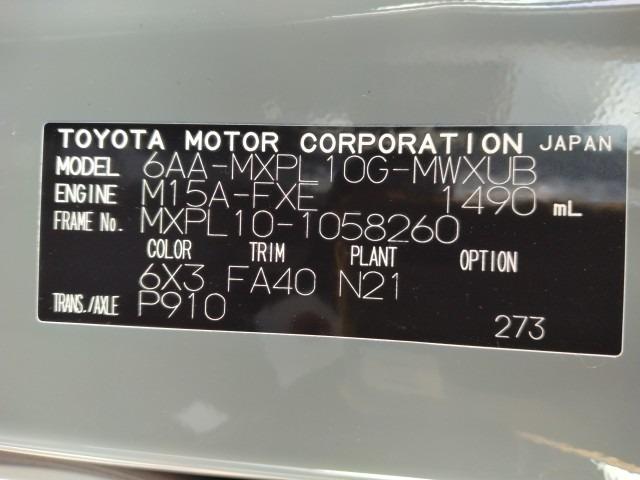 TOYOTA MOTOR CORPORATION JAPAN
MODEL 6AA-MXPL10G-MWXUB
ENGINE M15A-FXE 1490 mL
FRAME No. MXPL10-1058260
COLOR TRIM PLANT OPTION
6X3 FA40 N21
TRANS./AXLE P910
273